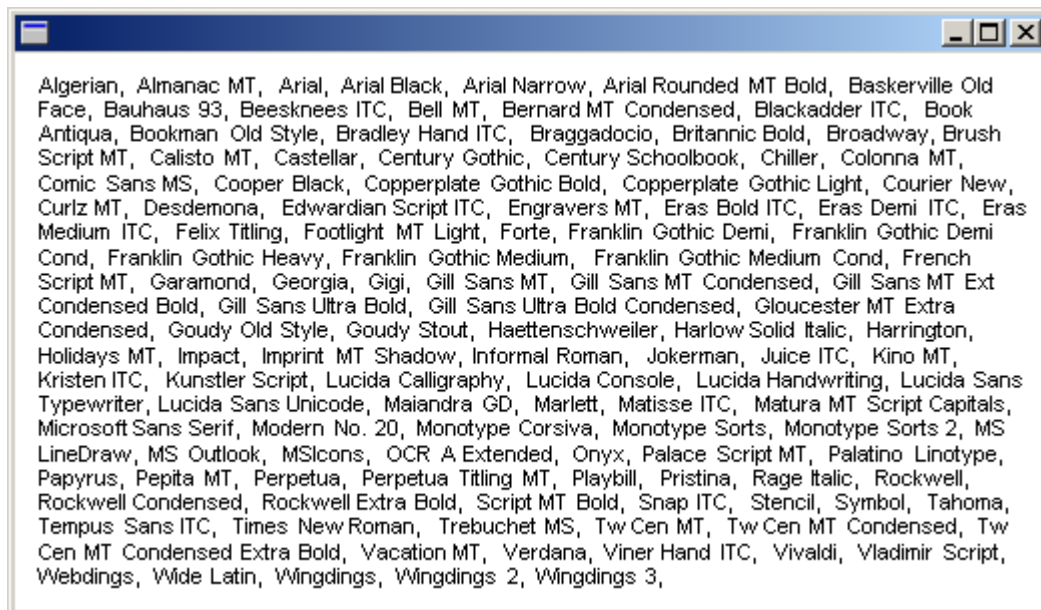 Algerian, Almanac MT, Arial, Arial Black, Arial Narrow, Arial Rounded MT Bold, Baskerville Old
Face, Bauhaus 93, Beesknees ITC, Bell MT, Bernard MT Condensed, Blackadder ITC, Book
Antiqua, Bookman Old Style, Bradley Hand ITC, Braggadocio, Britannic Bold, Broadway, Brush
Script MT, Calisto MT, Castellar, Century Gothic, Century Schoolbook, Chiller, Colonna MT,
Comic Sans MS, Cooper Black, Copperplate Gothic Bold, Copperplate Gothic Light, Courier New,
Curlz MT, Desdemona, Edwardian Script ITC, Engravers MT, Eras Bold ITC, Eras Demi ITC, Eras
Medium ITC, Felix Titling, Footlight MT Light, Forte, Franklin Gothic Demi, Franklin Gothic Demi
Cond, Franklin Gothic Heavy, Franklin Gothic Medium, Franklin Gothic Medium Cond, French
Script MT, Garamond, Georgia, Gigi, Gill Sans MT, Gill Sans MT Condensed, Gill Sans MT Ext
Condensed Bold, Gill Sans Ultra Bold, Gill Sans Ultra Bold Condensed, Gloucester MT Extra
Condensed, Goudy Old Style, Goudy Stout, Haettenschweiler, Harlow Solid Italic, Harrington,
Holidays MT, Impact, Imprint MT Shadow, Informal Roman, Jokerman, Juice ITC, Kino MT,
Kristen ITC, Kunstler Script, Lucida Calligraphy, Lucida Console, Lucida Handwriting, Lucida Sans
Typewriter, Lucida Sans Unicode, Maiandra GD, Marlett, Matisse ITC, Matura MT Script Capitals,
Microsoft Sans Serif, Modern No. 20, Monotype Corsiva, Monotype Sorts, Monotype Sorts 2, MS
LineDraw, MS Outlook, MSIcons, OCR A Extended, Onyx, Palace Script MT, Palatino Linotype,
Papyrus, Pepita MT, Perpetua, Perpetua Titling MT, Playbill, Pristina, Rage Italic, Rockwell,
Rockwell Condensed, Rockwell Extra Bold, Script MT Bold, Snap ITC, Stencil, Symbol, Tahoma,
Tempus Sans ITC, Times New Roman, Trebuchet MS, Tw Cen MT, Tw Cen MT Condensed, Tw
Cen MT Condensed Extra Bold, Vacation MT, Verdana, Viner Hand ITC, Vivaldi, Vladimir Script,
Webdings, Wide Latin, Wingdings, Wingdings 2, Wingdings 3,